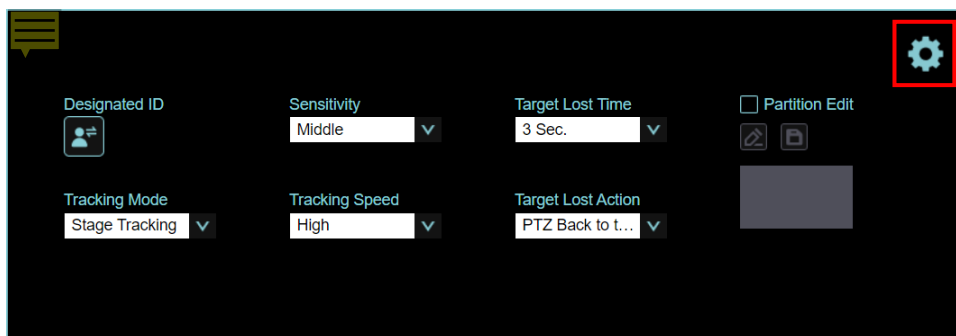 Designated ID
Sensitivity
Target Lost Time
Partition Edit
Middle
3 Sec.
Tracking Mode
Tracking Speed
Target Lost Action
Stage Tracking
High
PTZ Back to t...